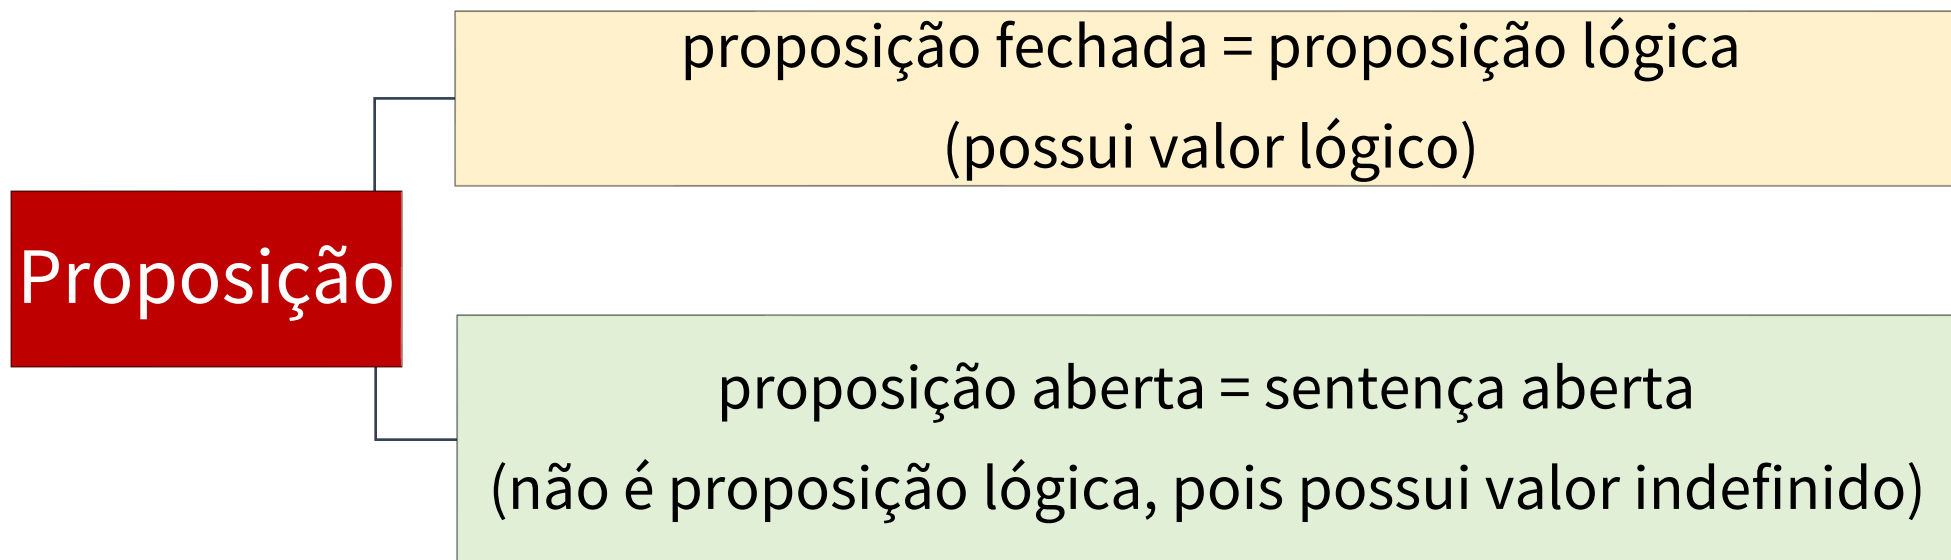 proposição fechada = proposição lógica
(possui valor lógico)
Proposição
proposição aberta = sentença aberta
(não é proposição lógica, pois possui valor indefinido)